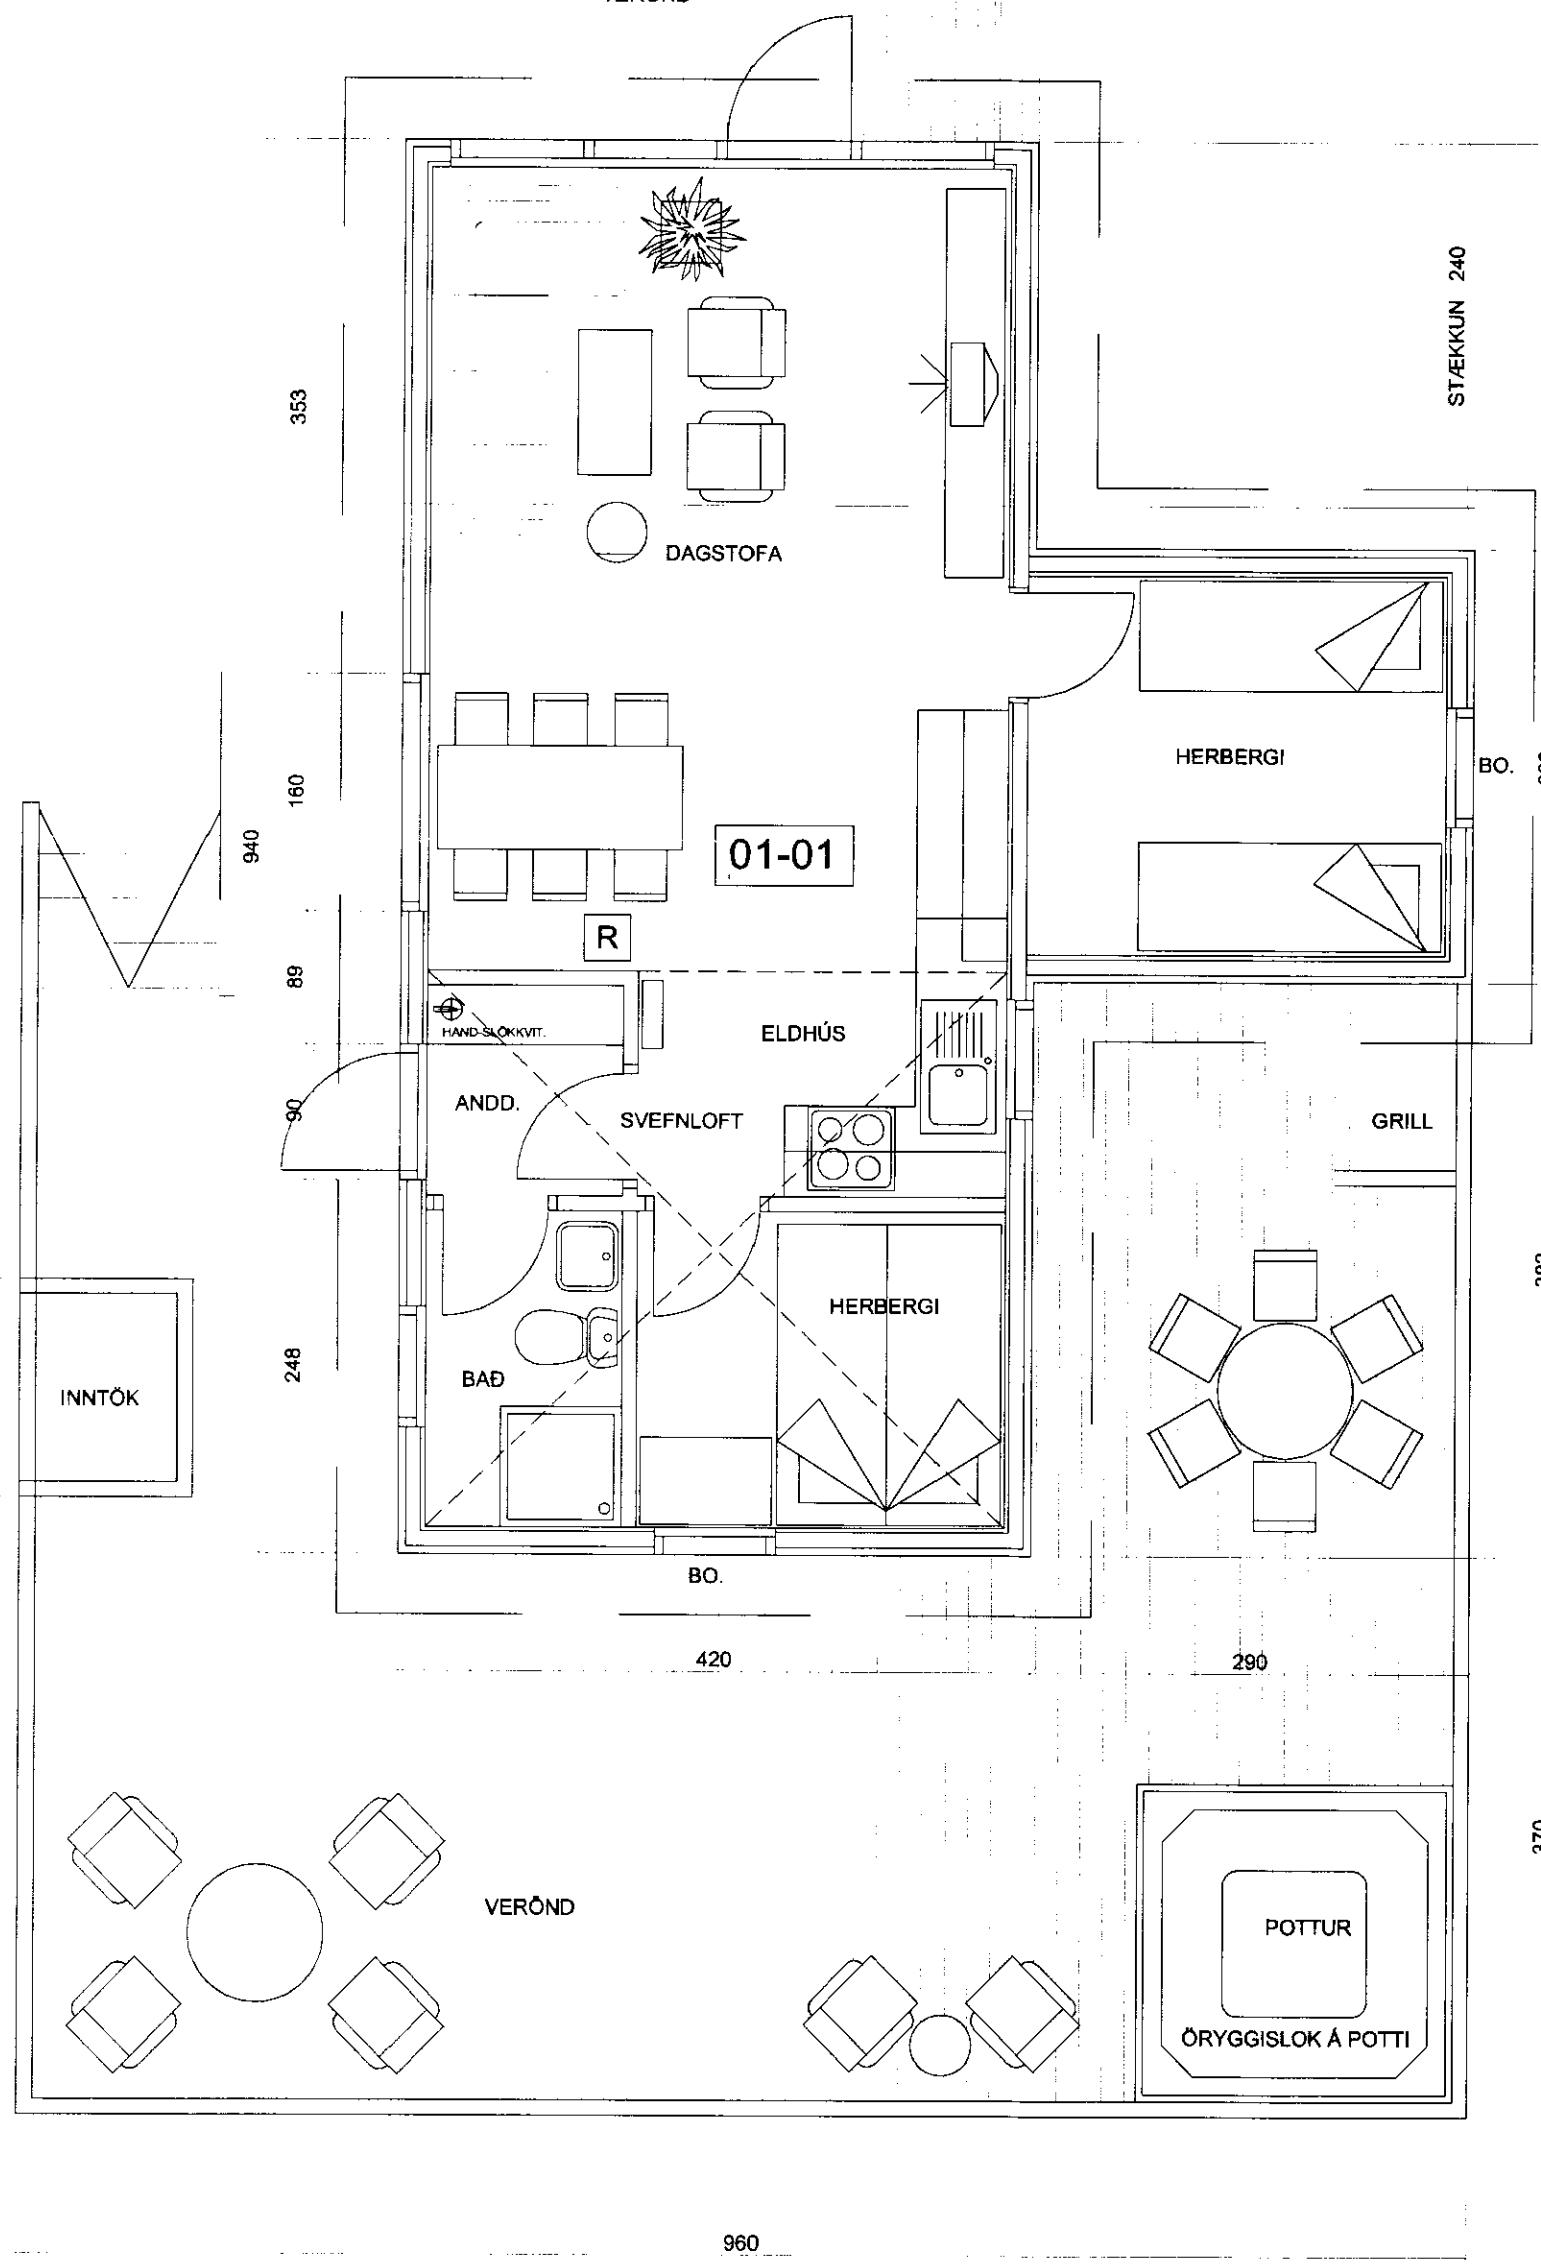 STÆKKUN 240
353
DAGSTOFA
HERBERGI
BO.
160
940
01-01
R
89
HAND-SLÖKKVIT.
ELDHÚS
90
ANDD.
SVEFNLOFT
GRILL
HERBERGI
248
BAÐ
INNTÖK
BO.
420
290
VERÖND
POTTUR
ÖRYGGISLOK Á POTTI
370
960